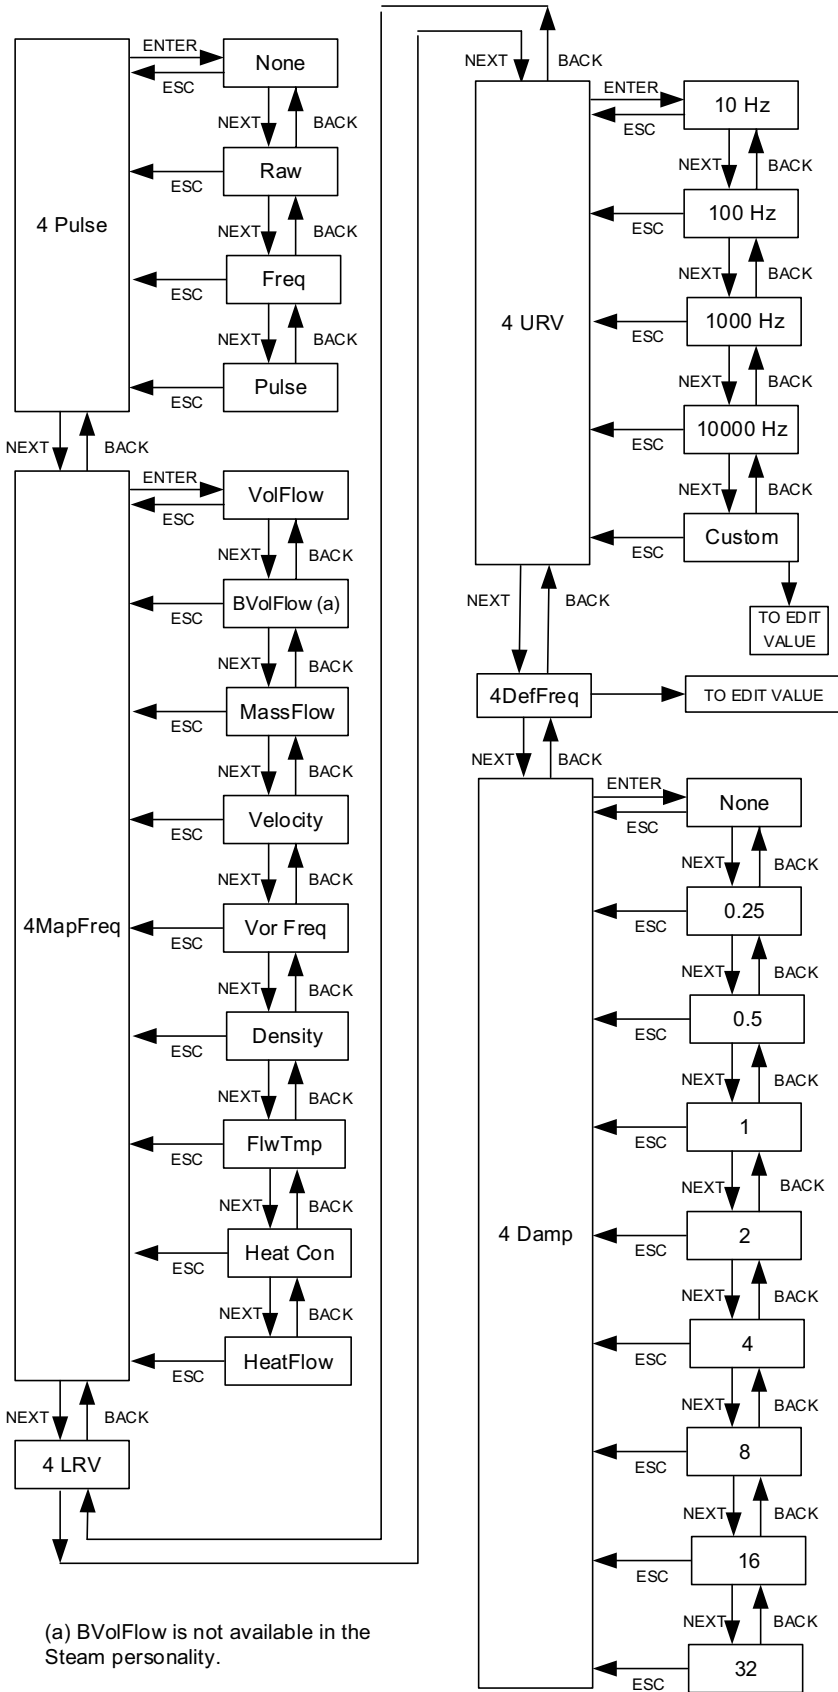 4 Pulse
ENTER
ESC
None
NEXT
BACK
ESC
Raw
NEXT
BACK
ESC
Freq
NEXT
BACK
ESC
Pulse
NEXT
BACK
4MapFreq
ENTER
ESC
VolFlow
NEXT
BACK
ESC
BVolFlow (a)
NEXT
BACK
ESC
MassFlow
NEXT
BACK
ESC
Velocity
NEXT
BACK
ESC
Vor Freq
NEXT
BACK
ESC
Density
NEXT
BACK
ESC
FlwTmp
NEXT
BACK
ESC
Heat Con
NEXT
BACK
ESC
HeatFlow
NEXT
BACK
4 LRV
(a) BVolFlow is not available in the
Steam personality.
NEXT
BACK
4 URV
ENTER
ESC
10 Hz
NEXT
BACK
ESC
100 Hz
NEXT
BACK
ESC
1000 Hz
NEXT
BACK
ESC
10000 Hz
NEXT
BACK
ESC
Custom
TO EDIT
VALUE
NEXT
BACK
4DefFreq
TO EDIT VALUE
NEXT
BACK
4 Damp
ENTER
ESC
None
NEXT
BACK
ESC
0.25
NEXT
BACK
ESC
0.5
NEXT
BACK
ESC
1
NEXT
BACK
ESC
2
NEXT
BACK
ESC
4
NEXT
BACK
ESC
8
NEXT
BACK
ESC
16
NEXT
BACK
ESC
32